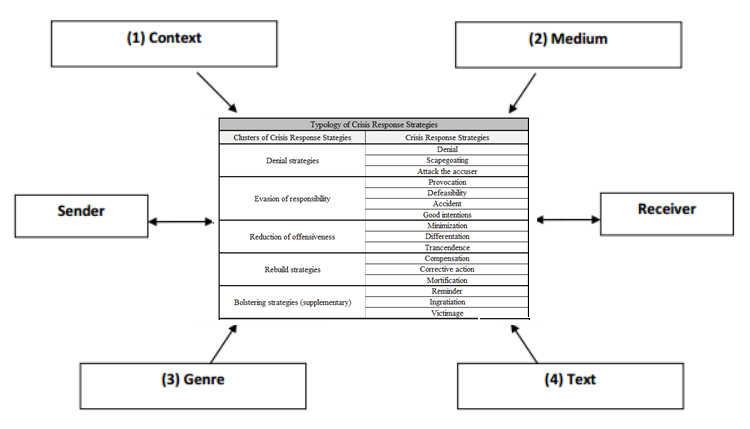 (1) Context
(2) Medium
Typology of Crisis Response Strategies
Clusters of Crisis Response Stategies
Crisis Response Strategies
Denial strategies
Denial
Scapegoating
Attack the accuser
Evasion of responsibility
Provocation
Defeasibility
Accident
Good intentions
Reduction of offensiveness
Minimization
Differentation
Trancendence
Rebuild strategies
Compensation
Corrective action
Mortification
Bolstering strategies (supplementary)
Reminder
Ingratiation
Victimage
Sender
Receiver
(3) Genre
(4) Text